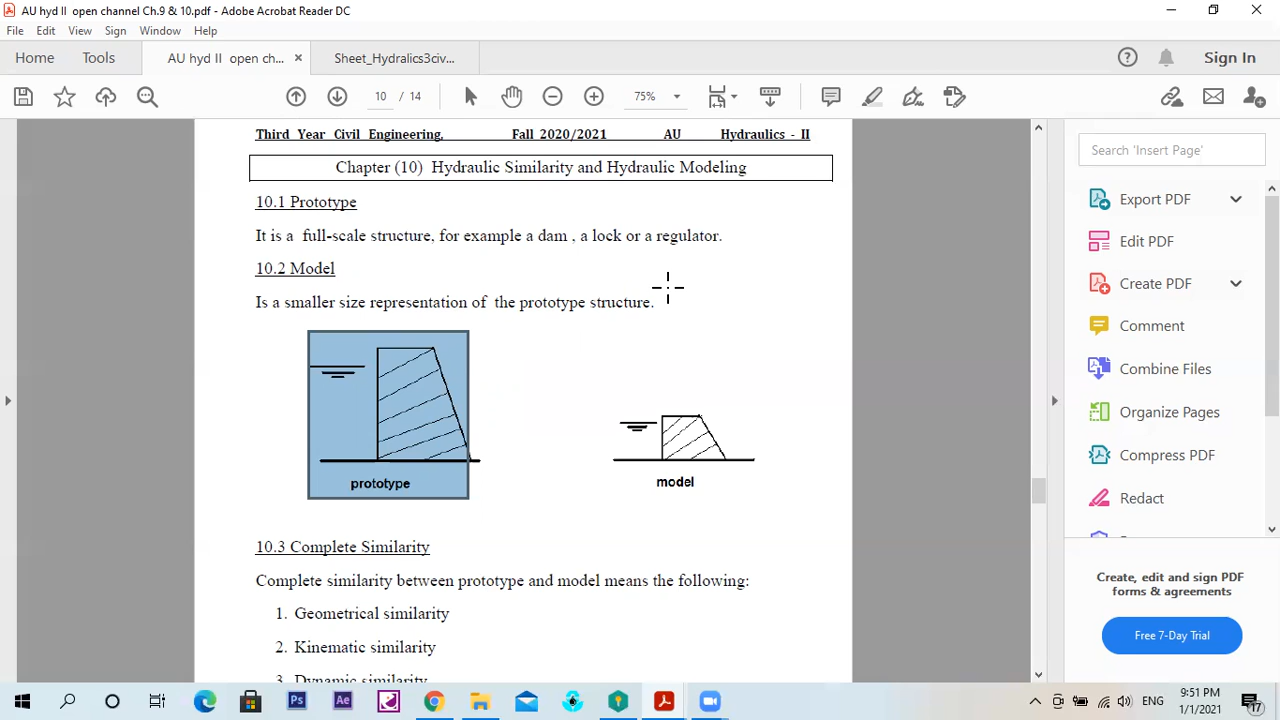 AU hyd II  open channel Ch.9 & 10.pdf - Adobe Acrobat Reader DC
File Edit View Sign Window Help
Home Tools AU hyd II open ch... × Sheet_Hydralics3civ... Sign In
10 / 14 75%
Third Year Civil Engineering, Fall 2020/2021 AU Hydraulics - II
Chapter (10) Hydraulic Similarity and Hydraulic Modeling
10.1 Prototype
It is a full-scale structure, for example a dam , a lock or a regulator.
10.2 Model
Is a smaller size representation of the prototype structure.
prototype
model
10.3 Complete Similarity
Complete similarity between prototype and model means the following:
1. Geometrical similarity
2. Kinematic similarity
3. Dynamic similarity
Search 'Insert Page'
Export PDF
Edit PDF
Create PDF
Comment
Combine Files
Organize Pages
Compress PDF
Redact
Create, edit and sign PDF
forms & agreements
Free 7-Day Trial
Ps
Ae
ENG
9:51 PM
1/1/2021
17